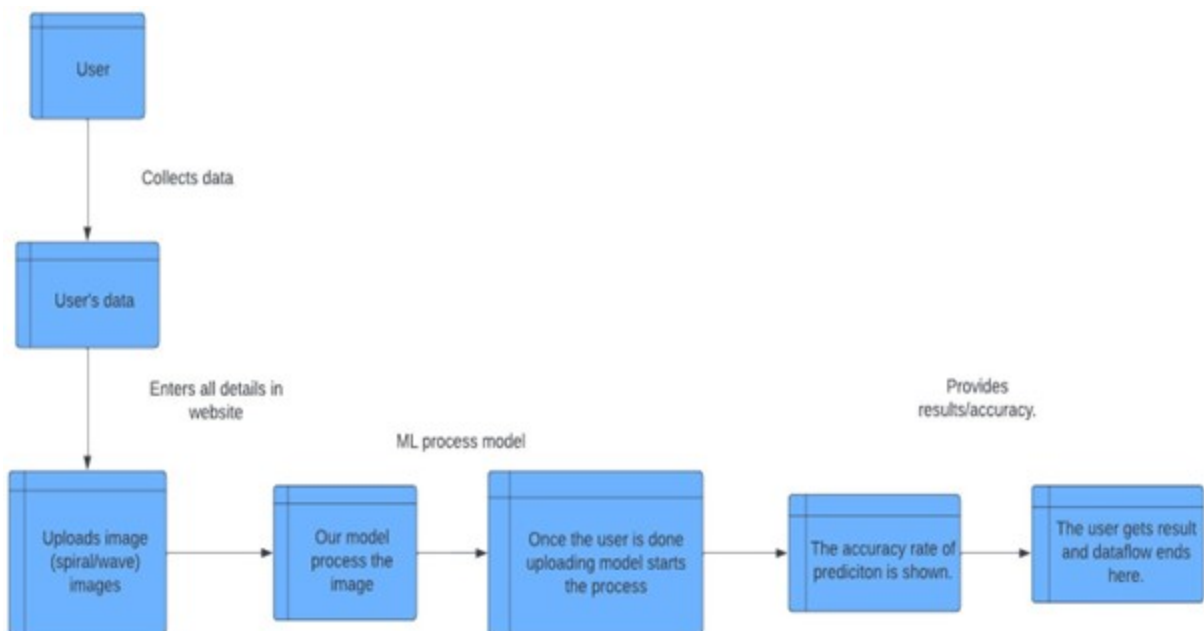 User
Collects data
User's data
Enters all details in
website
Provides
results/accuracy.
ML process model
Uploads image
(spiral/wave)
images
Our model
process the
image
Once the user is done
uploading model starts
the process
The accuracy rate of
prediciton is shown.
The user gets result
and dataflow ends
here.